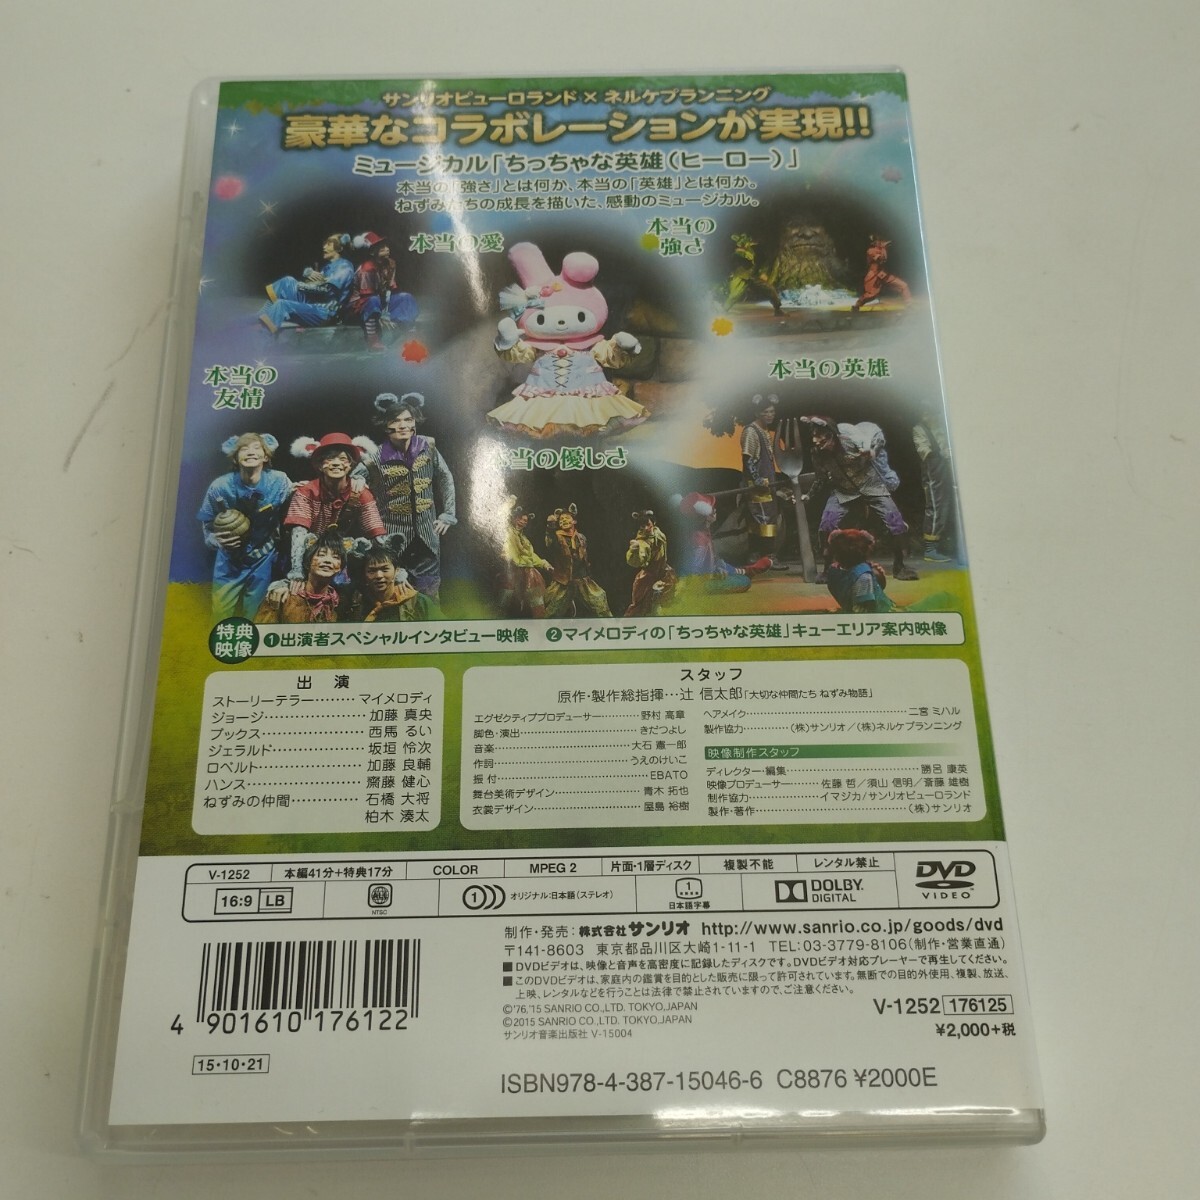 サンリオピューロランド×ネルケプランニング
豪華なコラボレーションが実現!!
ミュージカル「ちっちゃな英雄(ヒーロー)」
本当の「強さ」とは何か、本当の「英雄」とは何か。
ねずみたちの成長を描いた、感動のミュージカル。
本当の愛
本当の
強さ
本当の
友情
本当の英雄
当の優しさ
特典
映像
❶出演者スペシャルインタビュー映像 ❷マイメロディの「ちっちゃな英雄」キューエリア案内映像
出 演
ストーリーテラー……マイメロディ
ジョージ……加藤 真央
ブックス……西馬 るい
ジェラルド……坂垣 怜次
ロベルト……加藤 良輔
ハンス……齋藤 健心
ねずみの仲間……石橋 大将
柏木 湊太
スタッフ
原作・製作総指揮…辻 信太郎「大切な仲間たち ねずみ物語」
エグゼクティブプロデューサー……野村 高章
脚色・演出……きだつよし
音楽……大石 憲一郎
作詞……うえのけいこ
振付……EBATO
舞台美術デザイン……青木 拓也
衣裳デザイン……屋島 裕樹
ヘアメイク……二宮 ミハル
製作協力……(株)サンリオ/(株)ネルケプランニング
映像制作スタッフ
ディレクター・編集……勝呂 康英
映像プロデューサー……佐藤 哲/須山 信明/斎藤 雄樹
制作協力……イマジカ/サンリオピューロランド
製作・著作……(株)サンリオ
V-1252 本編41分+特典17分 COLOR MPEG 2 片面・1層ディスク 複製不能 レンタル禁止
DVD
VIDEO
16:9 LB
NTSC
1 オリジナル:日本語(ステレオ)
1
日本語字幕
DOLBY
DIGITAL
制作・発売:株式会社サンリオ http://www.sanrio.co.jp/goods/dvd
〒141-8603 東京都品川区大崎1-11-1 TEL:03-3779-8106(制作・営業直通)
■DVDビデオは、映像と音声を高密度に記録したディスクです。DVDビデオ対応プレーヤーで再生してください。
■このDVDビデオは、家庭内の鑑賞を目的とした販売に限って許可されています。無断での目的外使用、複製、放送、
上映、レンタルなどを行うことは法律で禁止されていますので、ご注意ください。
©'76,'15 SANRIO CO.,LTD. TOKYO,JAPAN
©2015 SANRIO CO.,LTD. TOKYO,JAPAN
サンリオ音楽出版社 V-15004
V-1252 176125
¥2,000+税
4 901610 176122
15・10・21
ISBN978-4-387-15046-6 C8876 ¥2000E